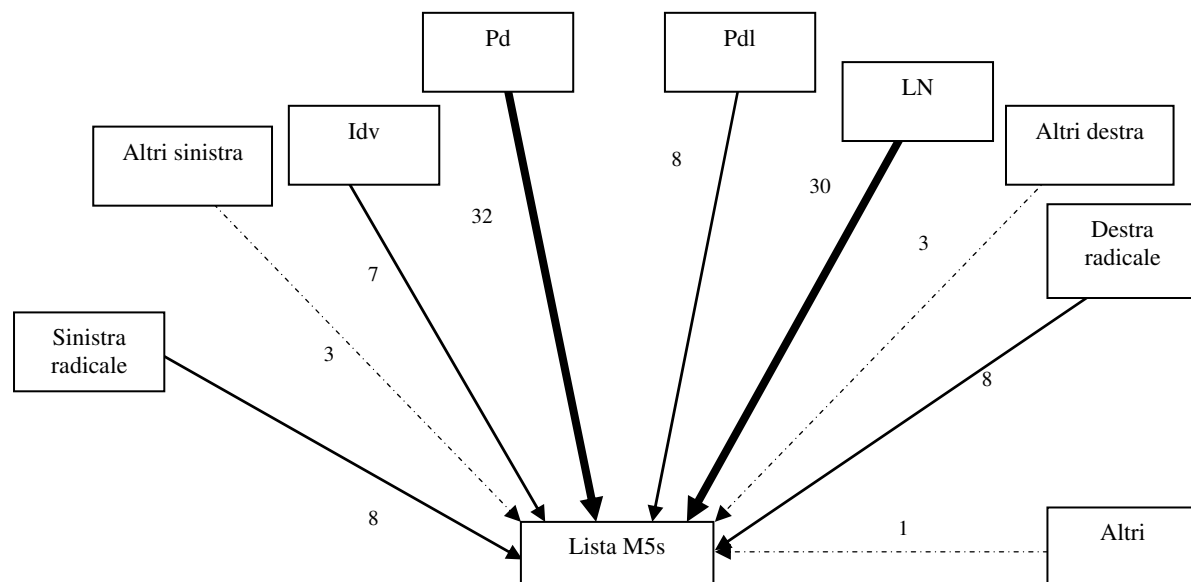 Pd
Pdl
LN
Idv
Altri destra
Altri sinistra
8
30
32
Destra
radicale
3
7
Sinistra
radicale
3
8
8
1
Altri
Lista M5s